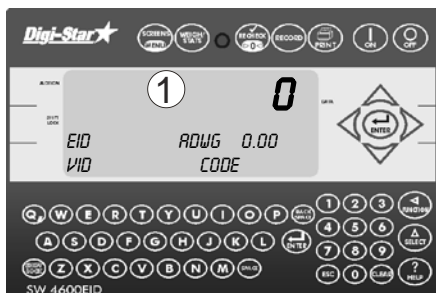 Digi-Star
SCREENS MENU
WEIGH/ STATS
RECHECK >0<
RECORD
PRINT
I ON
OFF
1
0
EID ADWG 0.00
VID CODE
ENTER
Q W E R T Y U I O P BACK SPACE 1 2 3 FUNCTION
A S D F G H J K L ENTER 4 5 6 SELECT
Z X C V B N M SPACE 7 8 9
ESC 0 CLEAR ? HELP
SW 4600EID